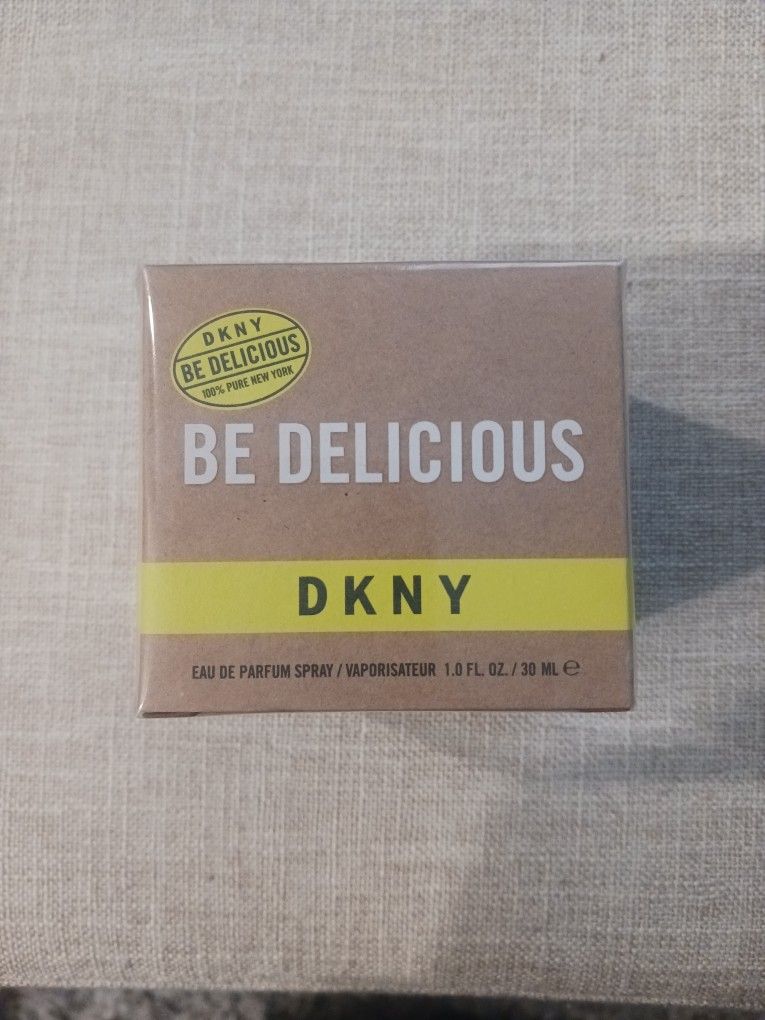 DKNY
BE DELICIOUS
100% PURE NEW YORK
BE DELICIOUS
DKNY
EAU DE PARFUM SPRAY / VAPORISATEUR 1.0 FL. OZ. / 30 ML ℮